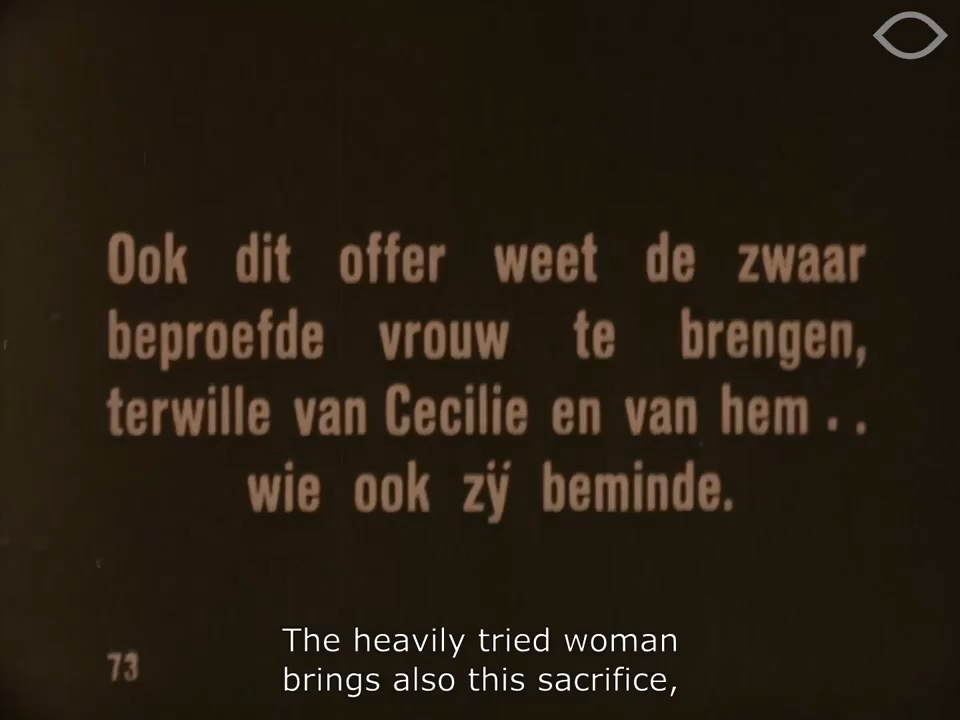 Ook dit offer weet de zwaar
beproefde vrouw te brengen,
terwille van Cecilie en van hem . .
wie ook zÿ beminde.
73
The heavily tried woman
brings also this sacrifice,